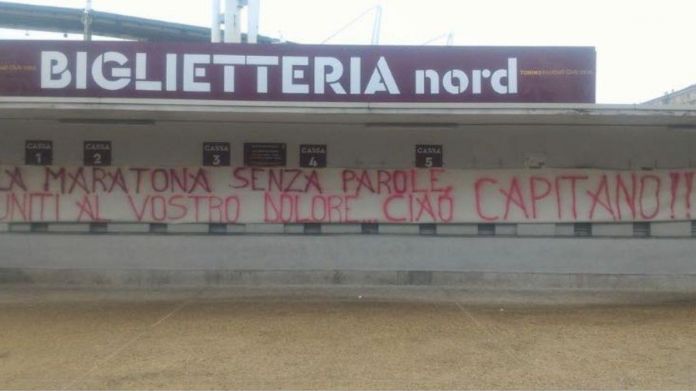 BIGLIETTERIA nord
CASSA 1
CASSA 2
CASSA 3
CASSA 4
CASSA 5
LA MARATONA SENZA PAROLE,
UNITI AL VOSTRO DOLORE... CIAO CAPITANO!!